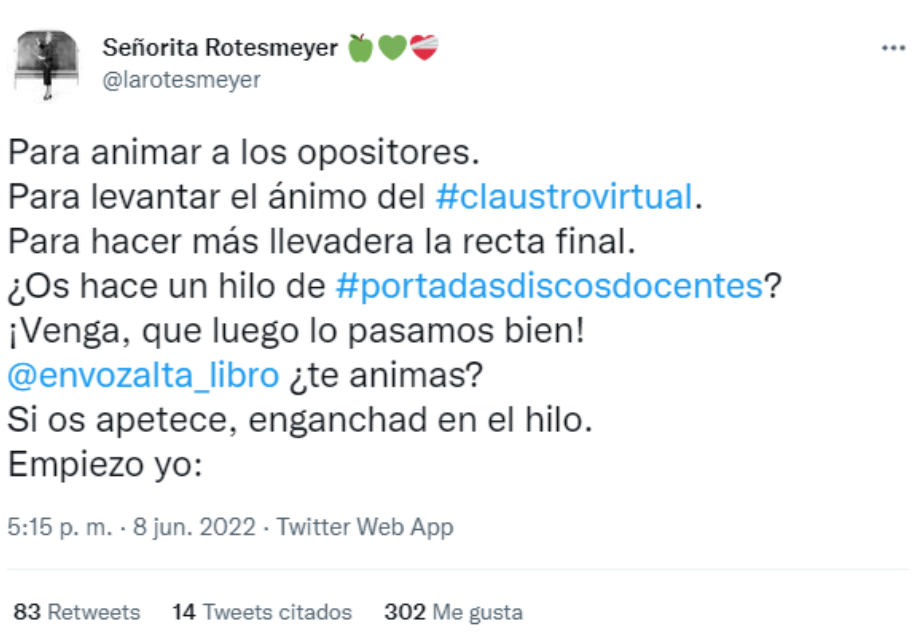 Señorita Rotesmeyer 🍏💚❤️‍🩹
@larotesmeyer
Para animar a los opositores.
Para levantar el ánimo del #claustrovirtual.
Para hacer más llevadera la recta final.
¿Os hace un hilo de #portadasdiscosdocentes?
¡Venga, que luego lo pasamos bien!
@envozalta_libro ¿te animas?
Si os apetece, enganchad en el hilo.
Empiezo yo:
5:15 p. m. · 8 jun. 2022 · Twitter Web App
83 Retweets 14 Tweets citados 302 Me gusta